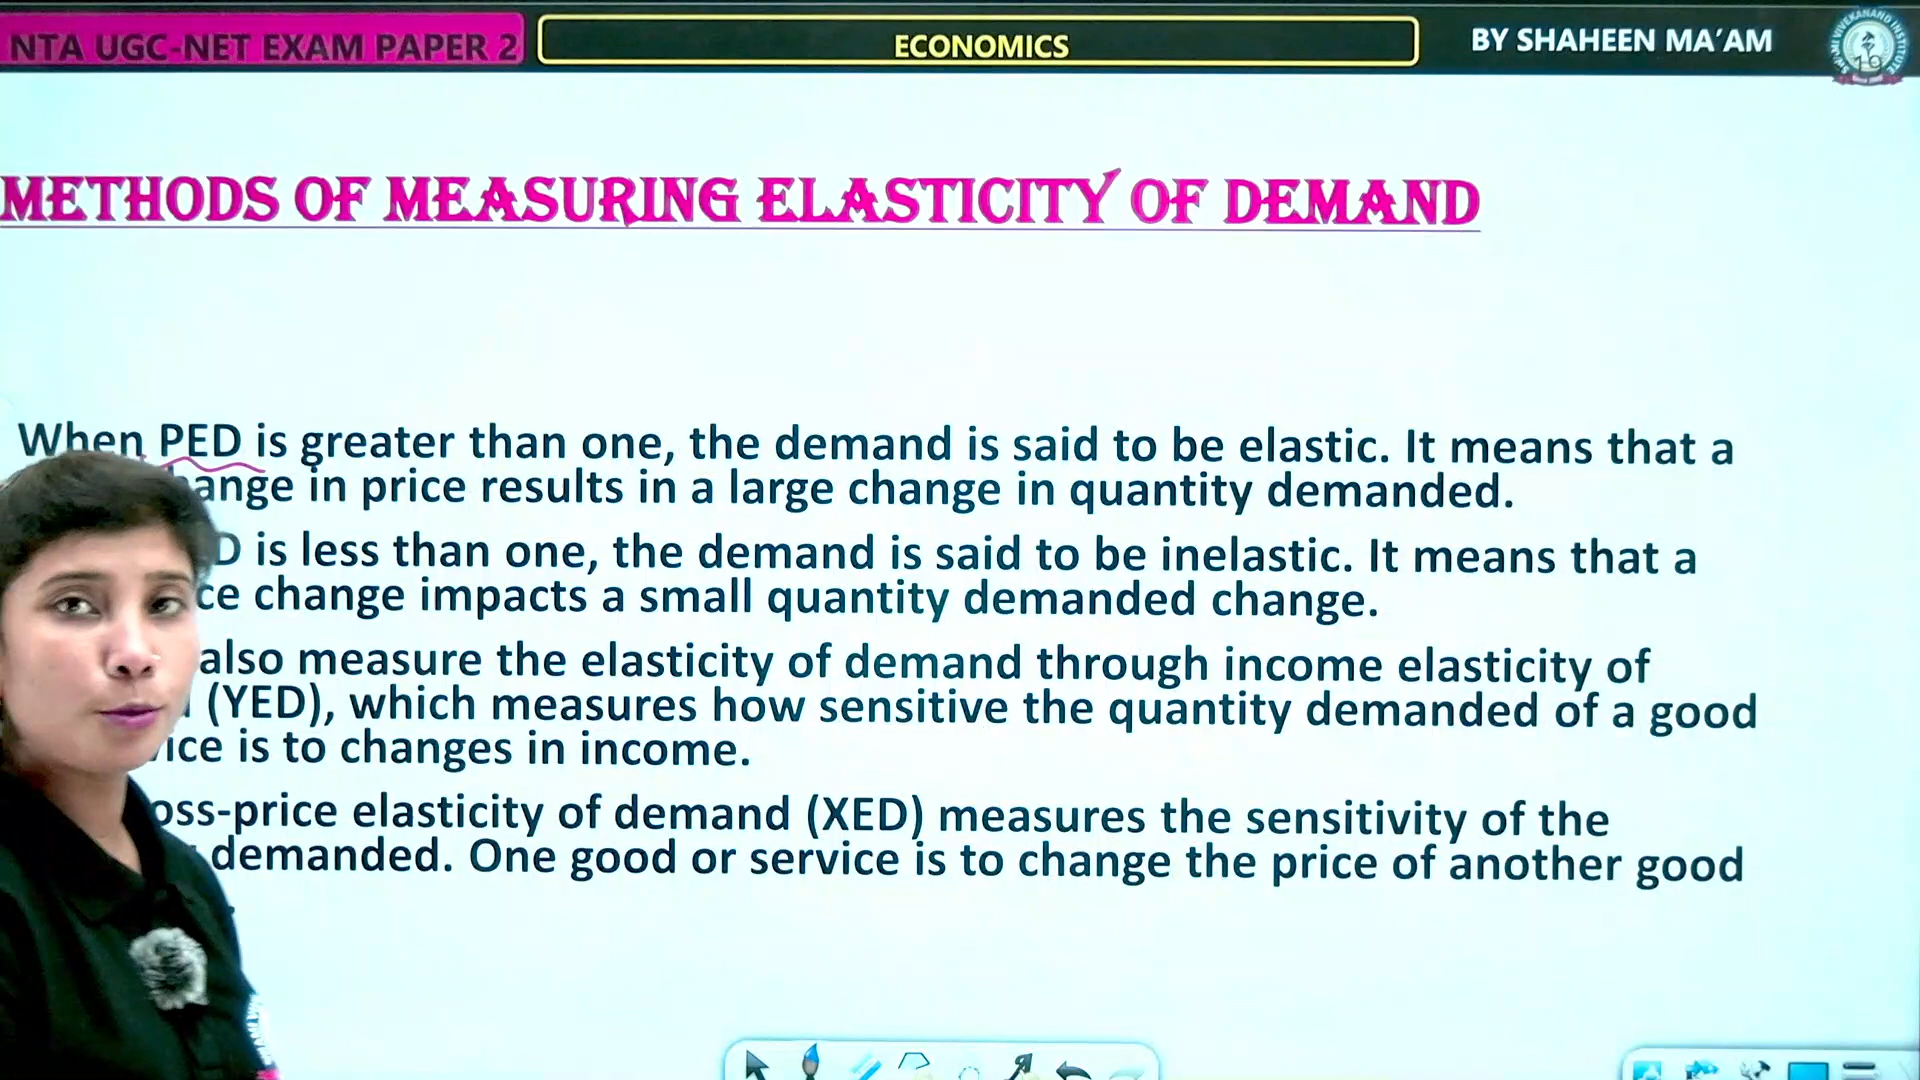 NTA UGC-NET EXAM PAPER 2
ECONOMICS
BY SHAHEEN MA'AM
METHODS OF MEASURING ELASTICITY OF DEMAND
When PED is greater than one, the demand is said to be elastic. It means that a
ange in price results in a large change in quantity demanded.
D is less than one, the demand is said to be inelastic. It means that a
ce change impacts a small quantity demanded change.
also measure the elasticity of demand through income elasticity of
(YED), which measures how sensitive the quantity demanded of a good
ice is to changes in income.
oss-price elasticity of demand (XED) measures the sensitivity of the
demanded. One good or service is to change the price of another good